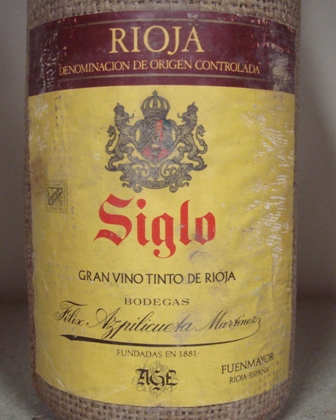 RIOJA
DENOMINACION DE ORIGEN CONTROLADA
Siglo
GRAN VINO TINTO DE RIOJA
BODEGAS
Felix Azpilicueta Martinez
FUNDADAS EN 1881
AGE
FUENMAYOR
RIOJA ESPAÑA